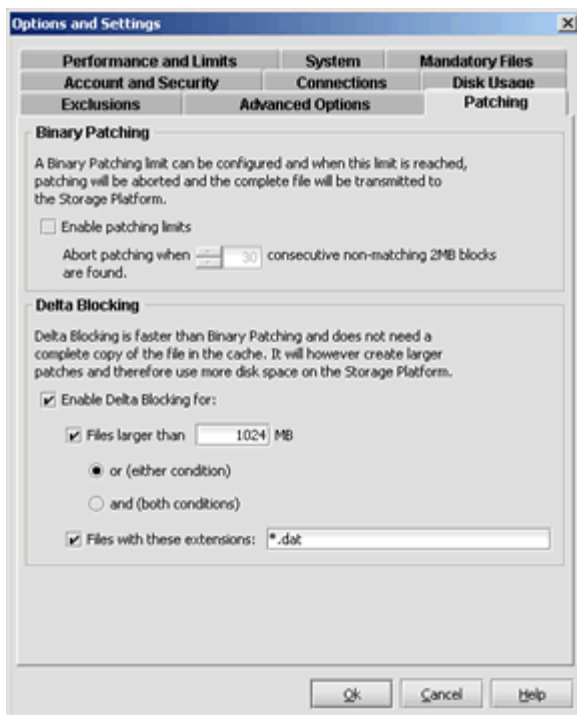 Options and Settings
Performance and Limits System Mandatory Files
Account and Security Connections Disk Usage
Exclusions Advanced Options Patching
Binary Patching
A Binary Patching limit can be configured and when this limit is reached,
patching will be aborted and the complete file will be transmitted to
the Storage Platform.
Enable patching limits
Abort patching when 30 consecutive non-matching 2MB blocks
are found.
Delta Blocking
Delta Blocking is faster than Binary Patching and does not need a
complete copy of the file in the cache. It will however create larger
patches and therefore use more disk space on the Storage Platform.
Enable Delta Blocking for:
Files larger than 1024 MB
or (either condition)
and (both conditions)
Files with these extensions: *.dat
Ok Cancel Help